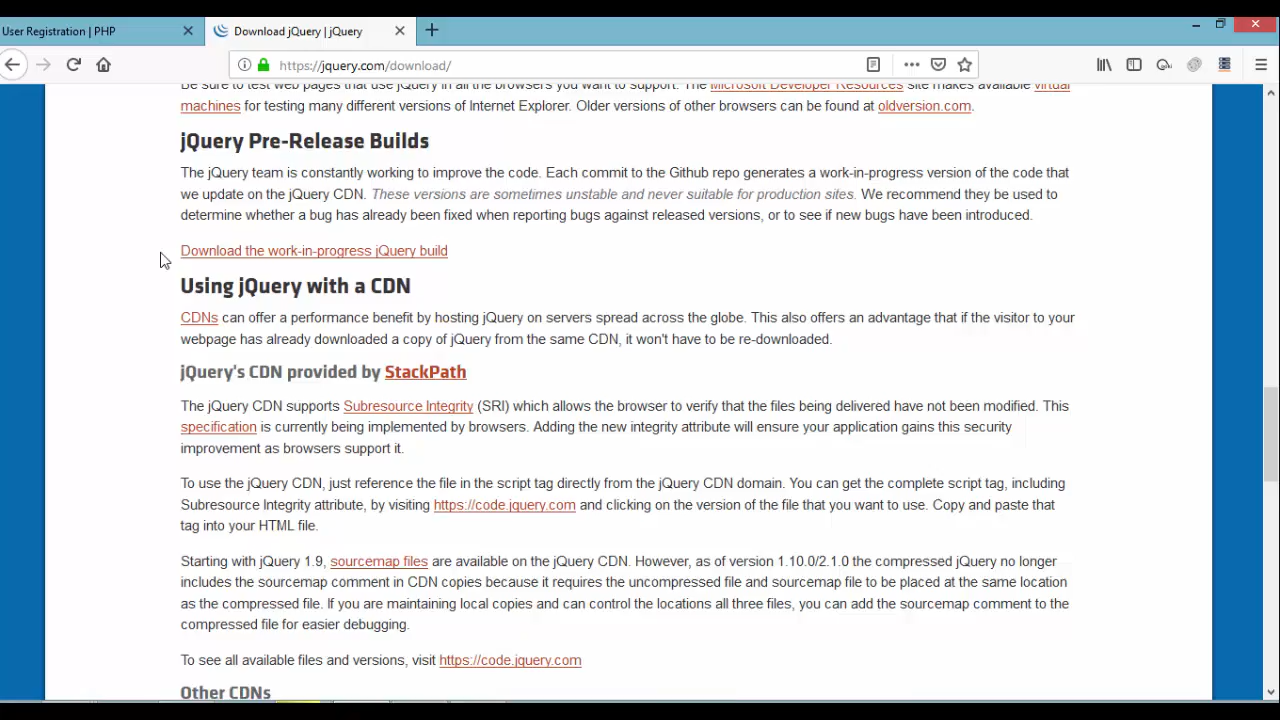 User Registration | PHP
Download jQuery | jQuery
https://jquery.com/download/
Be sure to test web pages that use jQuery in all the browsers you want to support. The Microsoft Developer Resources site makes available virtual
machines for testing many different versions of Internet Explorer. Older versions of other browsers can be found at oldversion.com.
jQuery Pre-Release Builds
The jQuery team is constantly working to improve the code. Each commit to the Github repo generates a work-in-progress version of the code that
we update on the jQuery CDN. These versions are sometimes unstable and never suitable for production sites. We recommend they be used to
determine whether a bug has already been fixed when reporting bugs against released versions, or to see if new bugs have been introduced.
Download the work-in-progress jQuery build
Using jQuery with a CDN
CDNs can offer a performance benefit by hosting jQuery on servers spread across the globe. This also offers an advantage that if the visitor to your
webpage has already downloaded a copy of jQuery from the same CDN, it won't have to be re-downloaded.
jQuery's CDN provided by StackPath
The jQuery CDN supports Subresource Integrity (SRI) which allows the browser to verify that the files being delivered have not been modified. This
specification is currently being implemented by browsers. Adding the new integrity attribute will ensure your application gains this security
improvement as browsers support it.
To use the jQuery CDN, just reference the file in the script tag directly from the jQuery CDN domain. You can get the complete script tag, including
Subresource Integrity attribute, by visiting https://code.jquery.com and clicking on the version of the file that you want to use. Copy and paste that
tag into your HTML file.
Starting with jQuery 1.9, sourcemap files are available on the jQuery CDN. However, as of version 1.10.0/2.1.0 the compressed jQuery no longer
includes the sourcemap comment in CDN copies because it requires the uncompressed file and sourcemap file to be placed at the same location
as the compressed file. If you are maintaining local copies and can control the locations all three files, you can add the sourcemap comment to the
compressed file for easier debugging.
To see all available files and versions, visit https://code.jquery.com
Other CDNs